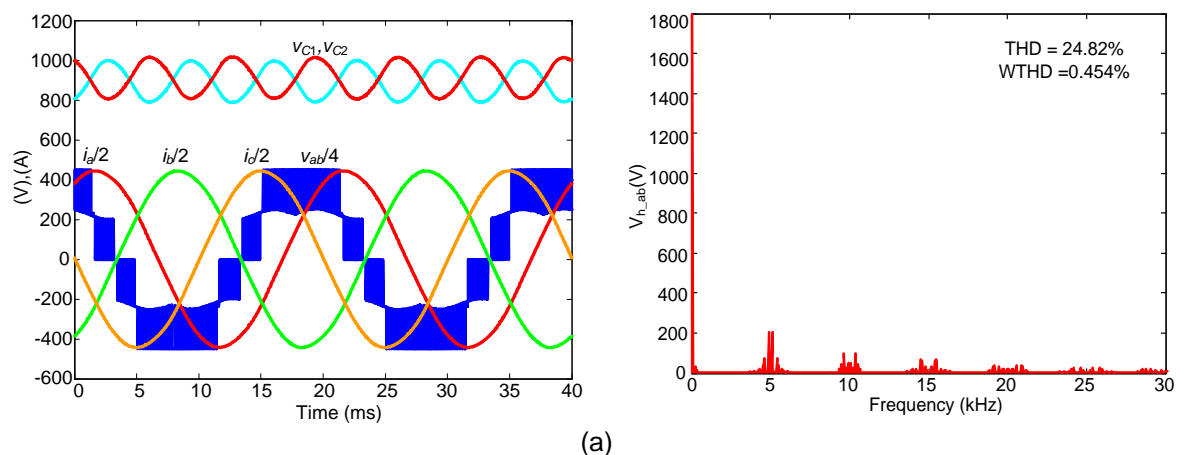 1200
1000
800
600
400
200
0
-200
-400
-600
(V),(A)
vC1,vC2
ia/2 ib/2 ic/2 vab/4
0 5 10 15 20 25 30 35 40
Time (ms)
1800
1600
1400
1200
1000
800
600
400
200
0
Vh_ab(V)
THD = 24.82%
WTHD =0.454%
0 5 10 15 20 25 30
Frequency (kHz)
(a)